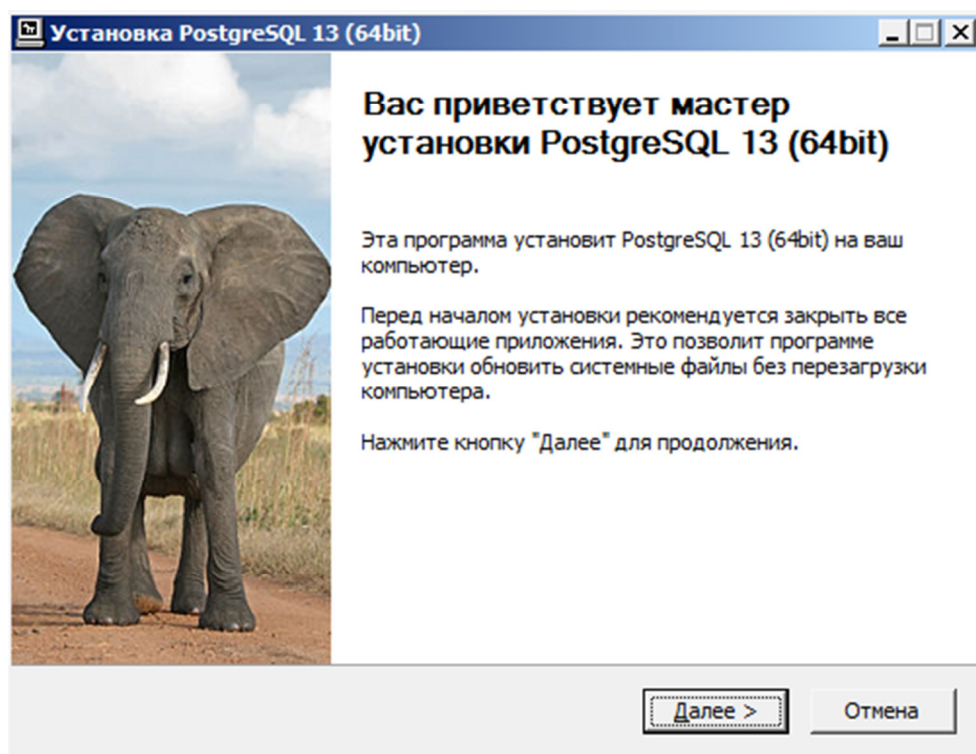 Установка PostgreSQL 13 (64bit)
Вас приветствует мастер
установки PostgreSQL 13 (64bit)
Эта программа установит PostgreSQL 13 (64bit) на ваш
компьютер.
Перед началом установки рекомендуется закрыть все
работающие приложения. Это позволит программе
установки обновить системные файлы без перезагрузки
компьютера.
Нажмите кнопку "Далее" для продолжения.
Далее >
Отмена